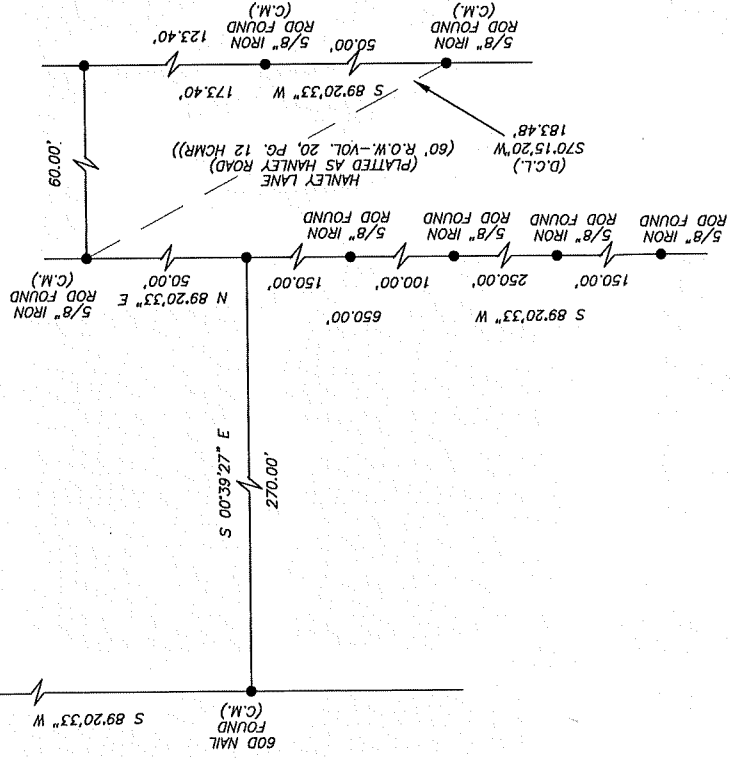 60D NAIL
FOUND
(C.M.)
S 89°20'33" W
S 00°39'27" E
270.00'
S 89°20'33" W
650.00'
N 89°20'33" E
50.00'
150.00'
250.00'
100.00'
150.00'
5/8" IRON
ROD FOUND
5/8" IRON
ROD FOUND
5/8" IRON
ROD FOUND
5/8" IRON
ROD FOUND
5/8" IRON
ROD FOUND
(C.M.)
HANLEY LANE
(PLATTED AS HANLEY ROAD)
(60' R.O.W.-VOL. 20, PG. 12 HCMR))
60.00'
(D.C.L.)
S70°15'20"W
183.48'
S 89°20'33" W
173.40'
50.00'
123.40'
5/8" IRON
ROD FOUND
(C.M.)
5/8" IRON
ROD FOUND
(C.M.)